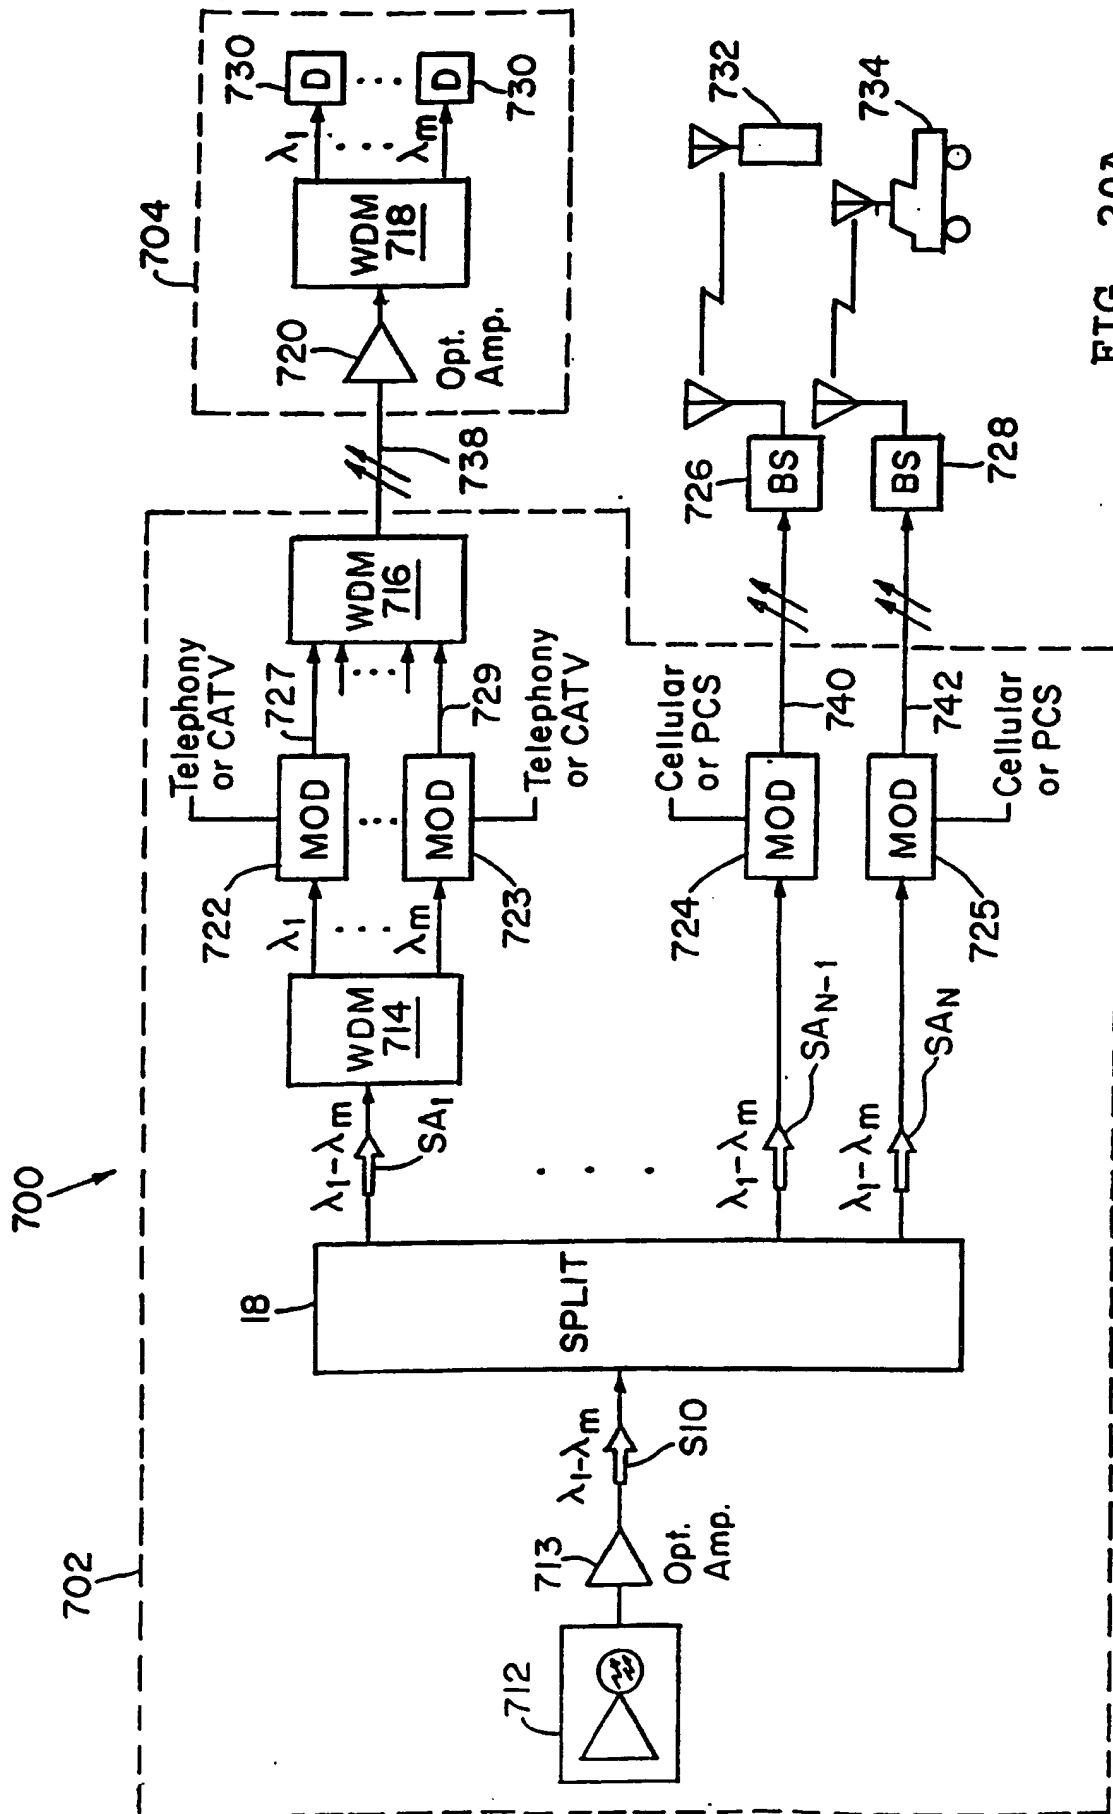 700
702
704
712
713
Opt.
Amp.
λ1-λm
S10
18
SPLIT
λ1-λm
SA1
WDM
714
λ1
λm
722
MOD
Telephony
or CATV
727
723
MOD
Telephony
or CATV
729
WDM
716
738
720
Opt.
Amp.
WDM
718
λ1
λm
730
D
D
730
λ1-λm
SAN-1
724
MOD
Cellular
or PCS
740
726
BS
732
λ1-λm
SAN
725
MOD
Cellular
or PCS
742
BS
728
734